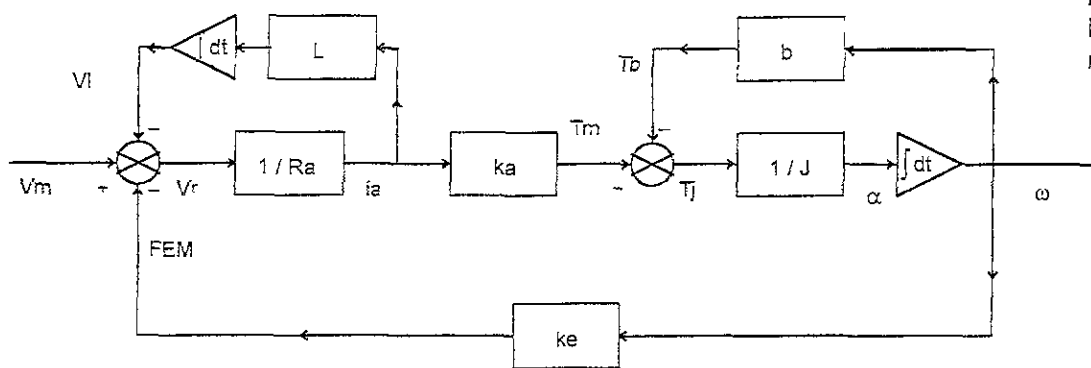 ∫ dt
L
b
Vl
Tb
−
−
Tm
1 / Ra
ka
1 / J
∫ dt
Vm
+
−
Vr
ia
−
Tj
α
ω
FEM
ke